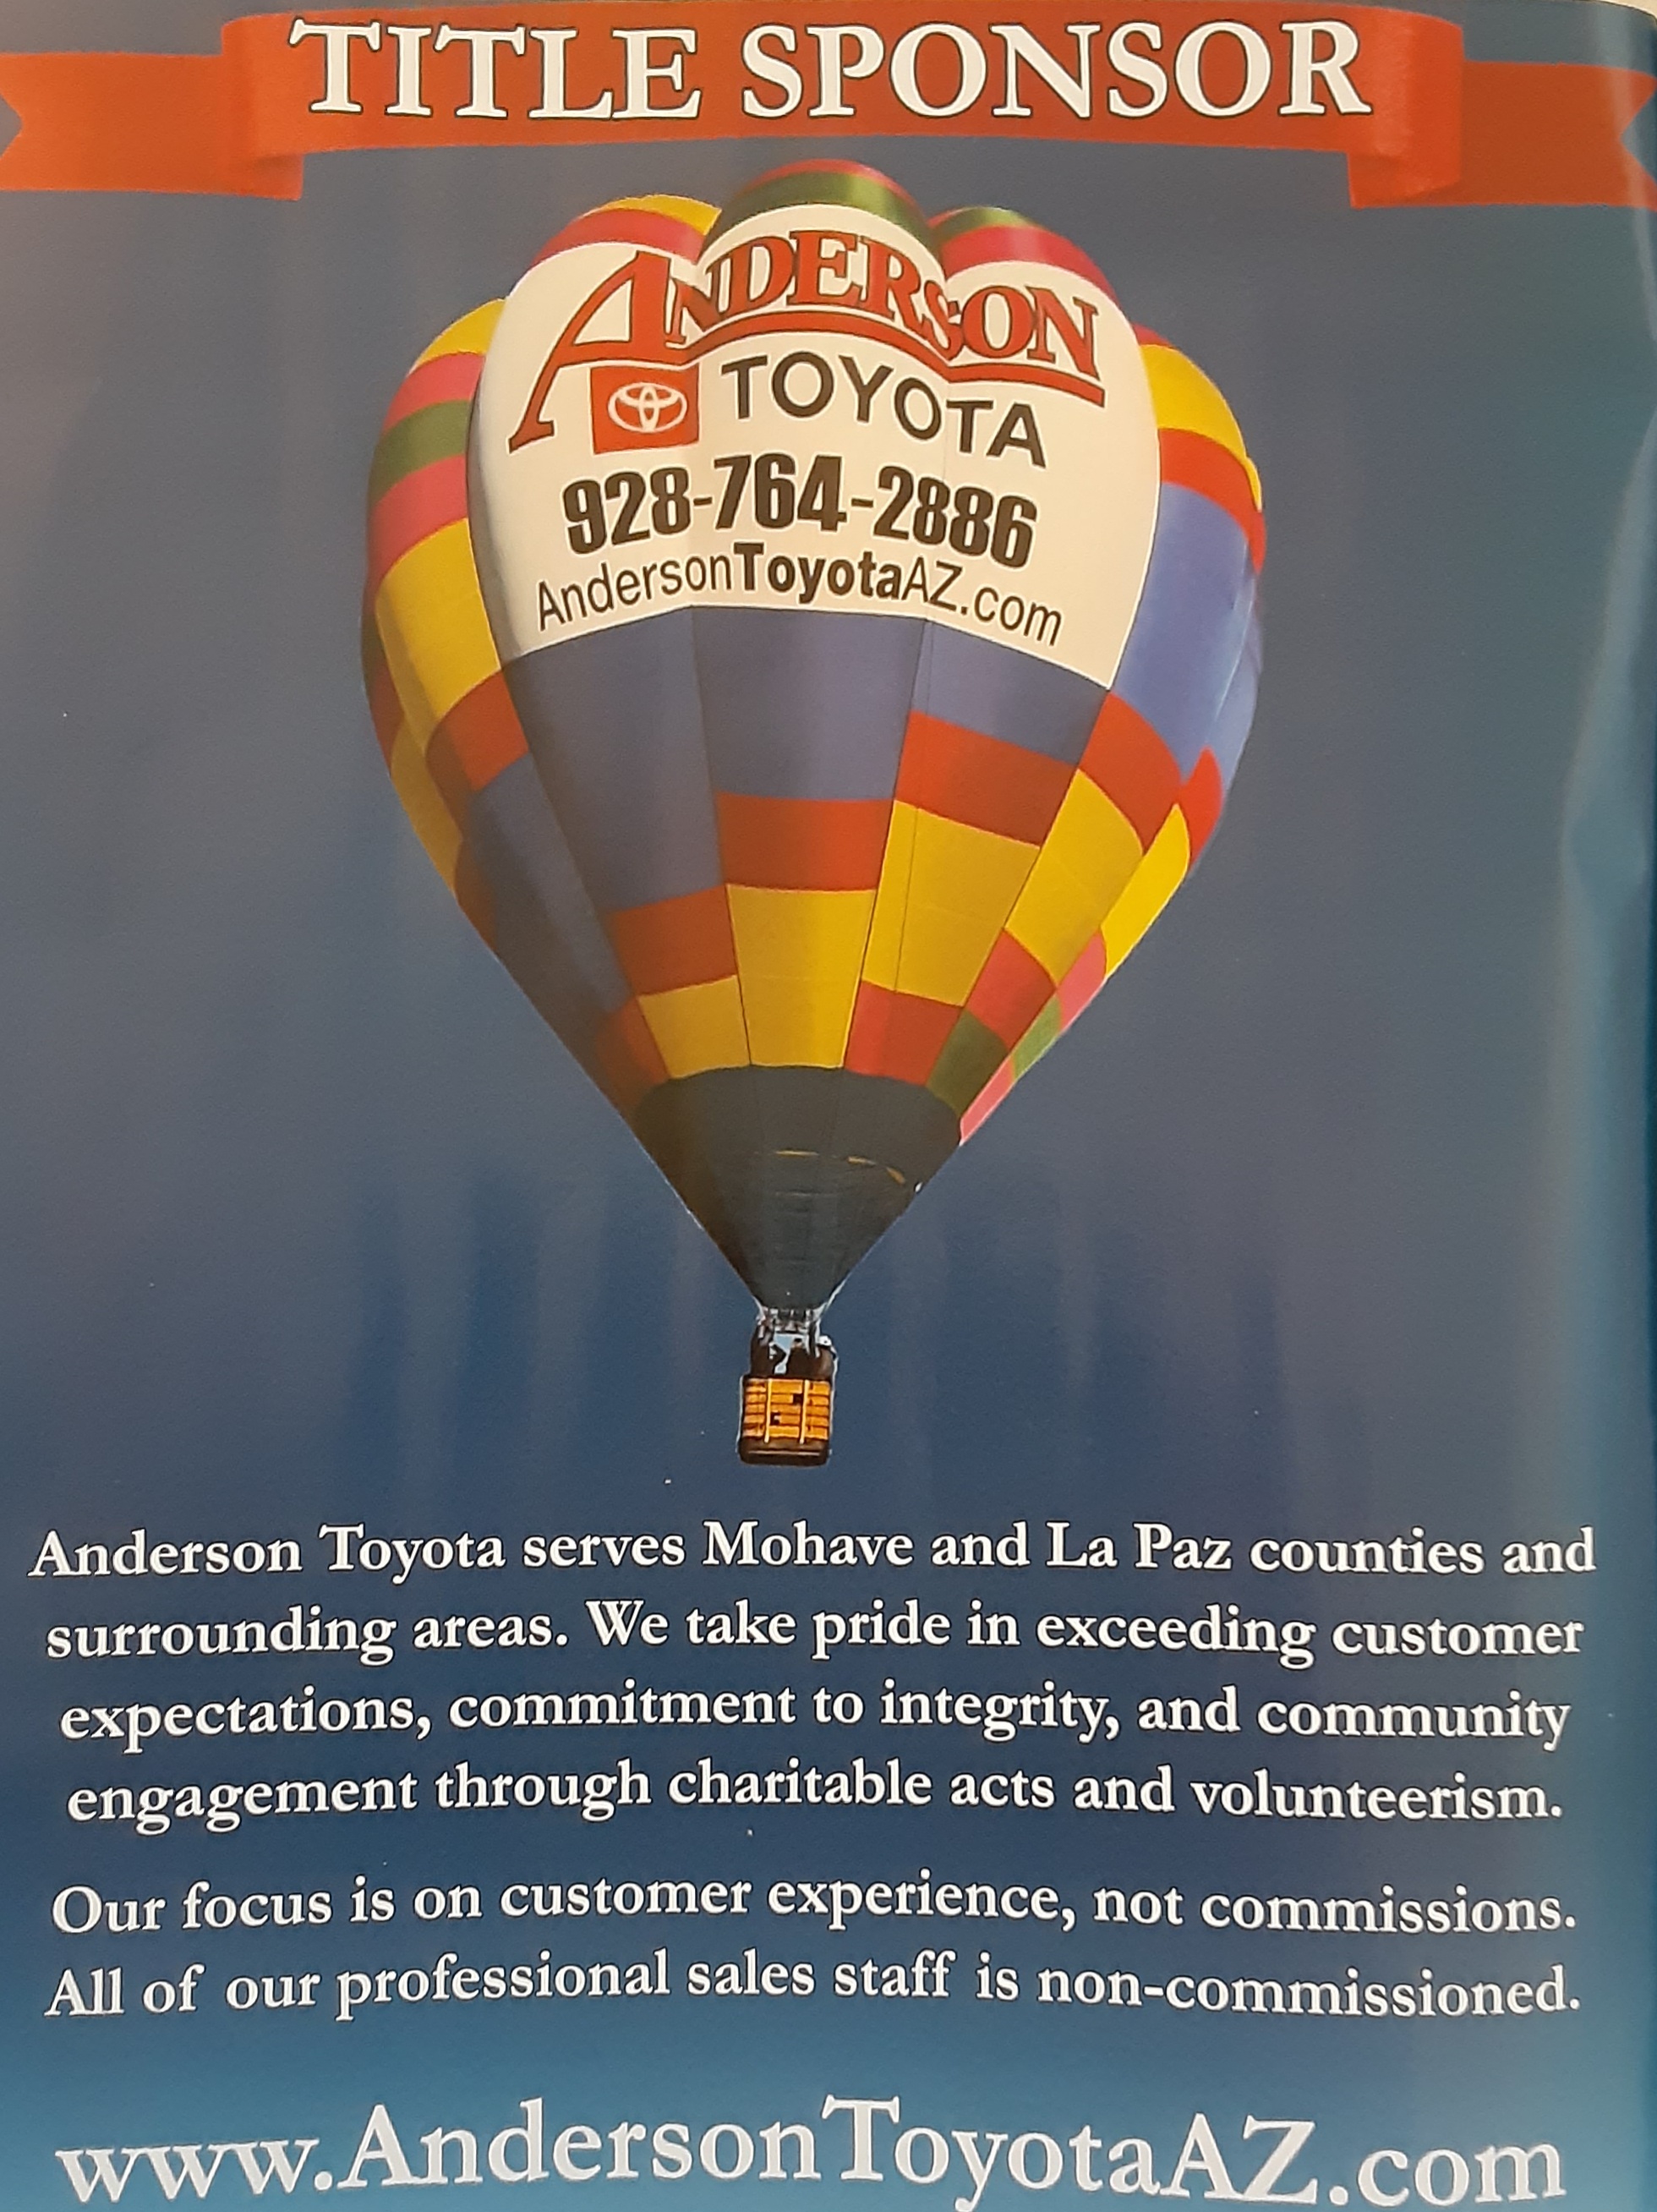 TITLE SPONSOR
ANDERSON
TOYOTA
928-764-2886
AndersonToyotaAZ.com
Anderson Toyota serves Mohave and La Paz counties and
surrounding areas. We take pride in exceeding customer
expectations, commitment to integrity, and community
engagement through charitable acts and volunteerism.
Our focus is on customer experience, not commissions.
All of our professional sales staff is non-commissioned.
www.AndersonToyotaAZ.com